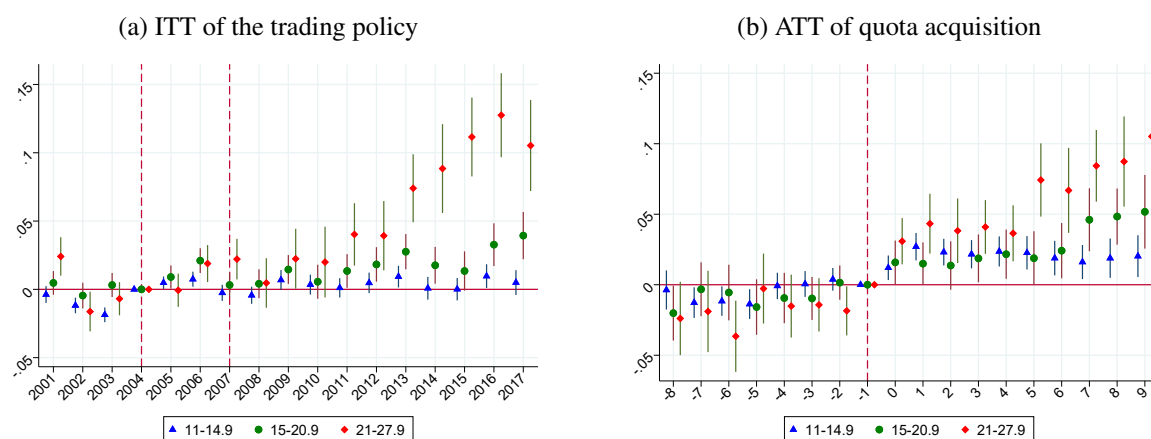 (a) ITT of the trading policy
.15
.1
.05
0
-.05
2001 2002 2003 2004 2005 2006 2007 2008 2009 2010 2011 2012 2013 2014 2015 2016 2017
11-14.9 15-20.9 21-27.9
(b) ATT of quota acquisition
.15
.1
.05
0
-.05
-8 -7 -6 -5 -4 -3 -2 -1 0 1 2 3 4 5 6 7 8 9
11-14.9 15-20.9 21-27.9